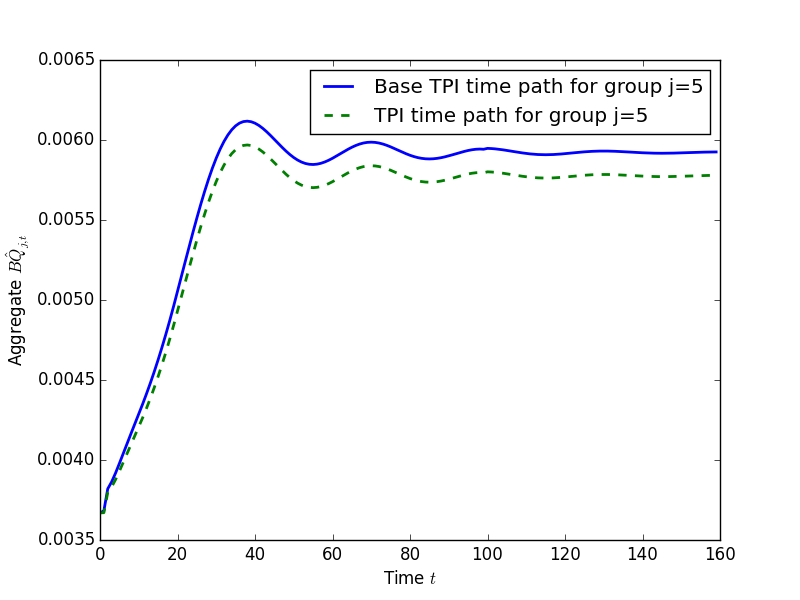 0.0065
0.0060
0.0055
0.0050
0.0045
0.0040
0.0035
Aggregate $\hat{BQ}_{j,t}$
Base TPI time path for group j=5
TPI time path for group j=5
0 20 40 60 80 100 120 140 160
Time t